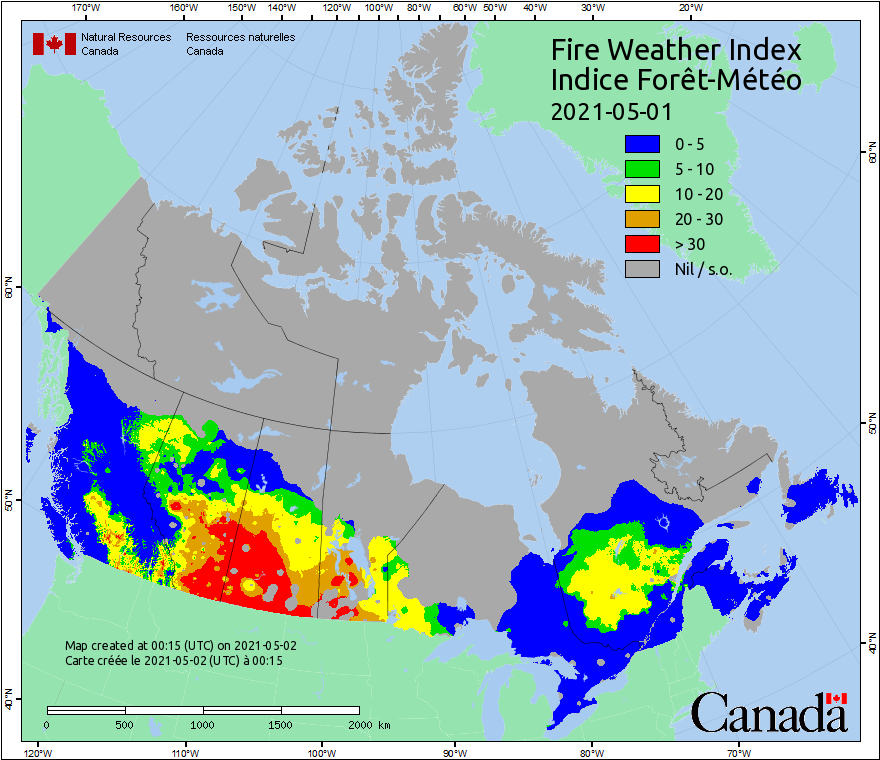 170°W 160°W 150°W 140°W 130°W 120°W 110°W 100°W 90°W 80°W 60°W 50°W 40°W 30°W 20°W
Natural Resources Canada
Ressources naturelles Canada
Fire Weather Index
Indice Forêt-Météo
2021-05-01
0 - 5
5 - 10
10 - 20
20 - 30
> 30
Nil / s.o.
60°N
60°N
50°N
50°N
40°N
40°N
Map created at 00:15 (UTC) on 2021-05-02
Carte créée le 2021-05-02 (UTC) à 00:15
0 500 1000 1500 2000 km
Canada
120°W 110°W 100°W 90°W 80°W 70°W